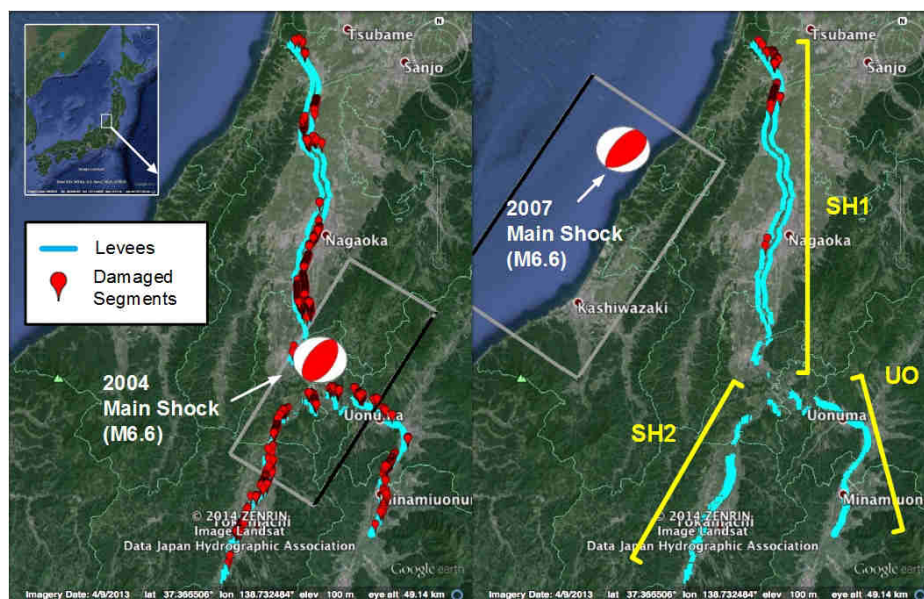 Levees
Damaged
Segments
Tsubame
Sanjo
Nagaoka
2004
Main Shock
(M6.6)
Uonuma
© 2014 ZENRIN
Image Landsat
Data Japan Hydrographic Association
Google earth
Imagery Date: 4/9/2013 lat 37.366506° lon 138.732484° elev 100 m eye alt 49.14 km
Tsubame
Sanjo
SH1
2007
Main Shock
(M6.6)
Nagaoka
Kashiwazaki
UO
SH2
Uonuma
© 2014 ZENRIN
Image Landsat
Data Japan Hydrographic Association
Google earth
Imagery Date: 4/9/2013 lat 37.366506° lon 138.732484° elev 100 m eye alt 49.14 km